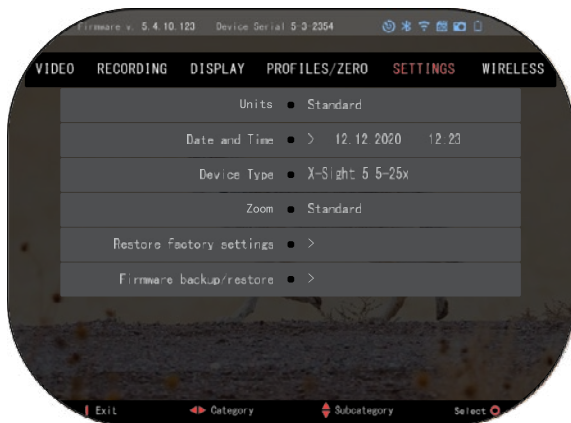 Firmware v. 5.4.10.123 Device Serial 5-3-2354
VIDEO RECORDING DISPLAY PROFILES/ZERO SETTINGS WIRELESS
Units • Standard
Date and Time • > 12.12.2020 12.23
Device Type • X-Sight 5 5-25x
Zoom • Standard
Restore factory settings • >
Firmware backup/restore • >
Exit Category Subcategory Select